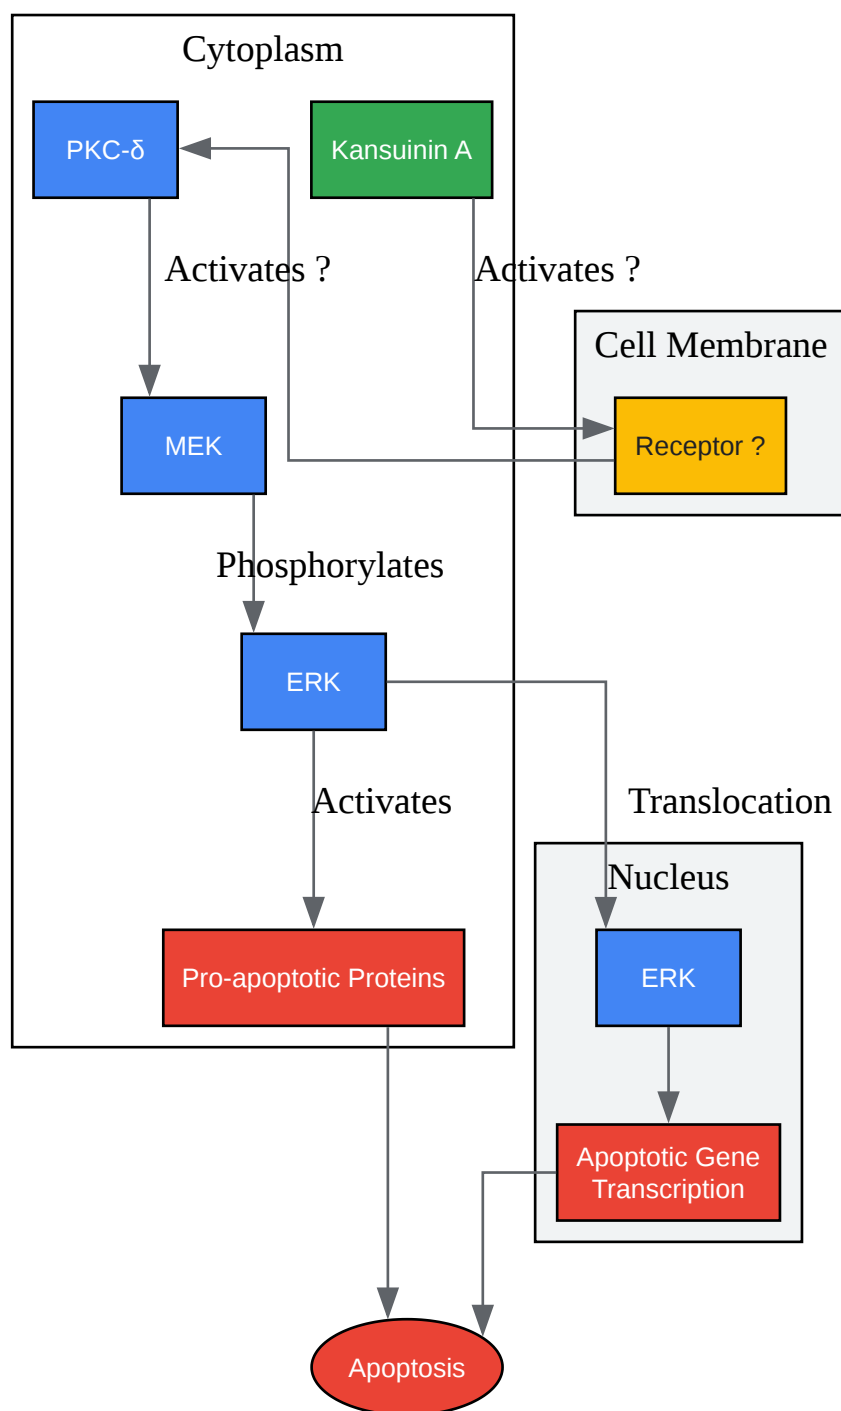 Cytoplasm
PKC-δ
Kansuinin A
Activates ?
Activates ?
Cell Membrane
MEK
Receptor ?
Phosphorylates
ERK
Activates
Translocation
Nucleus
Pro-apoptotic Proteins
ERK
Apoptotic Gene
Transcription
Apoptosis